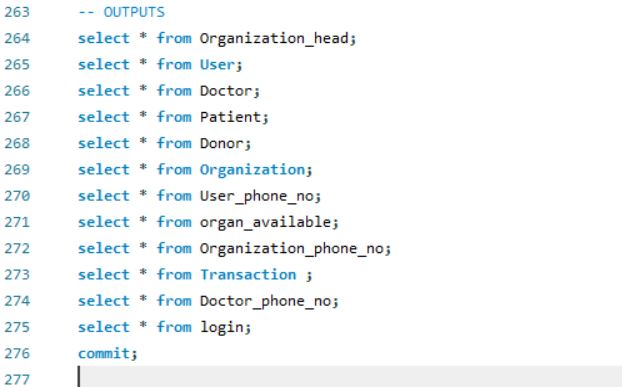 263 -- OUTPUTS
264 select * from Organization_head;
265 select * from User;
266 select * from Doctor;
267 select * from Patient;
268 select * from Donor;
269 select * from Organization;
270 select * from User_phone_no;
271 select * from organ_available;
272 select * from Organization_phone_no;
273 select * from Transaction ;
274 select * from Doctor_phone_no;
275 select * from login;
276 commit;
277